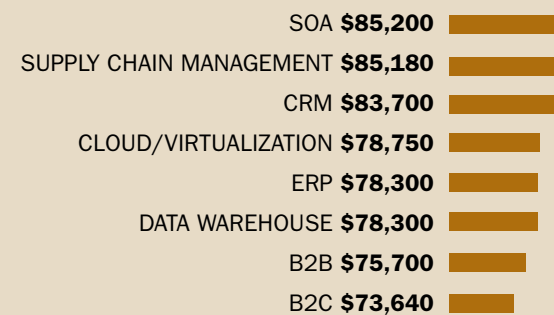 SOA $85,200
SUPPLY CHAIN MANAGEMENT $85,180
CRM $83,700
CLOUD/VIRTUALIZATION $78,750
ERP $78,300
DATA WAREHOUSE $78,300
B2B $75,700
B2C $73,640